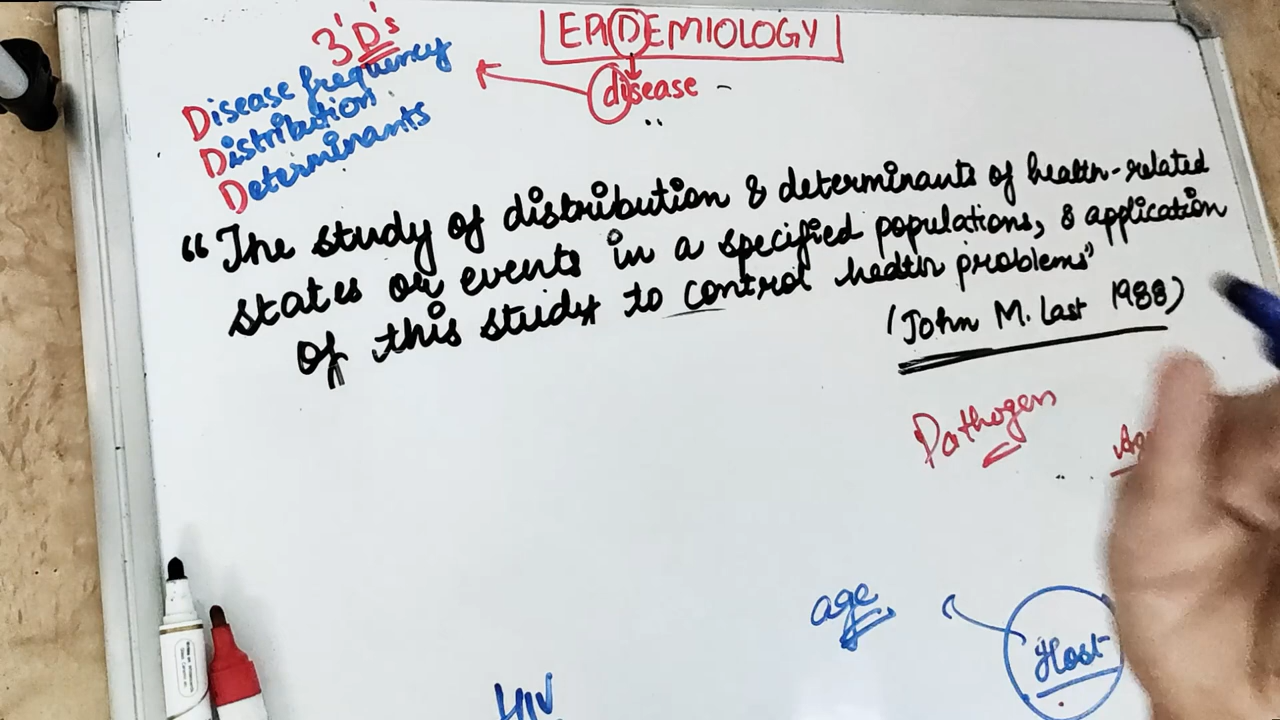 3'D's
EPIDEMIOLOGY
disease
Disease frequency
Distribution
Determinants
"The study of distribution & determinants of health-related
states or events in a specified populations, & application
of this study to control health problems"
(John M. Last 1988)
Pathogen
age
Host
HIV